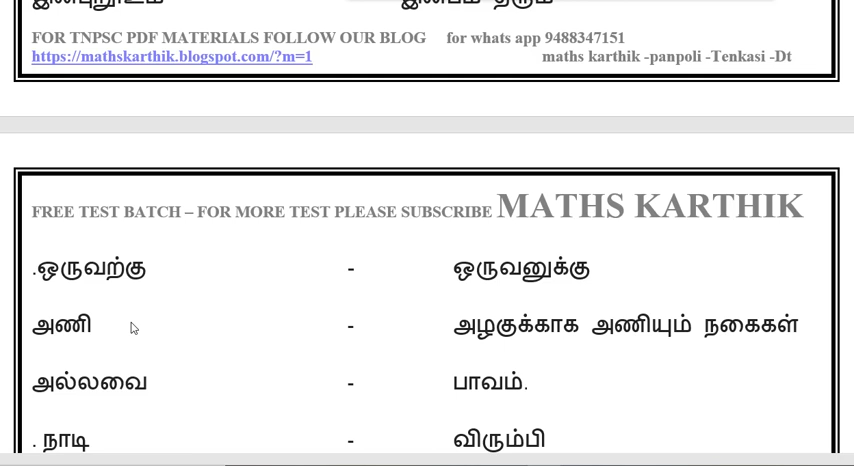 FOR TNPSC PDF MATERIALS FOLLOW OUR BLOG for whats app 9488347151
https://mathskarthik.blogspot.com/?m=1 maths karthik -panpoli -Tenkasi -Dt
FREE TEST BATCH – FOR MORE TEST PLEASE SUBSCRIBE MATHS KARTHIK
.ஒருவற்கு - ஒருவனுக்கு
அணி - அழகுக்காக அணியும் நகைகள்
அல்லவை - பாவம்.
. நாடி - விரும்பி